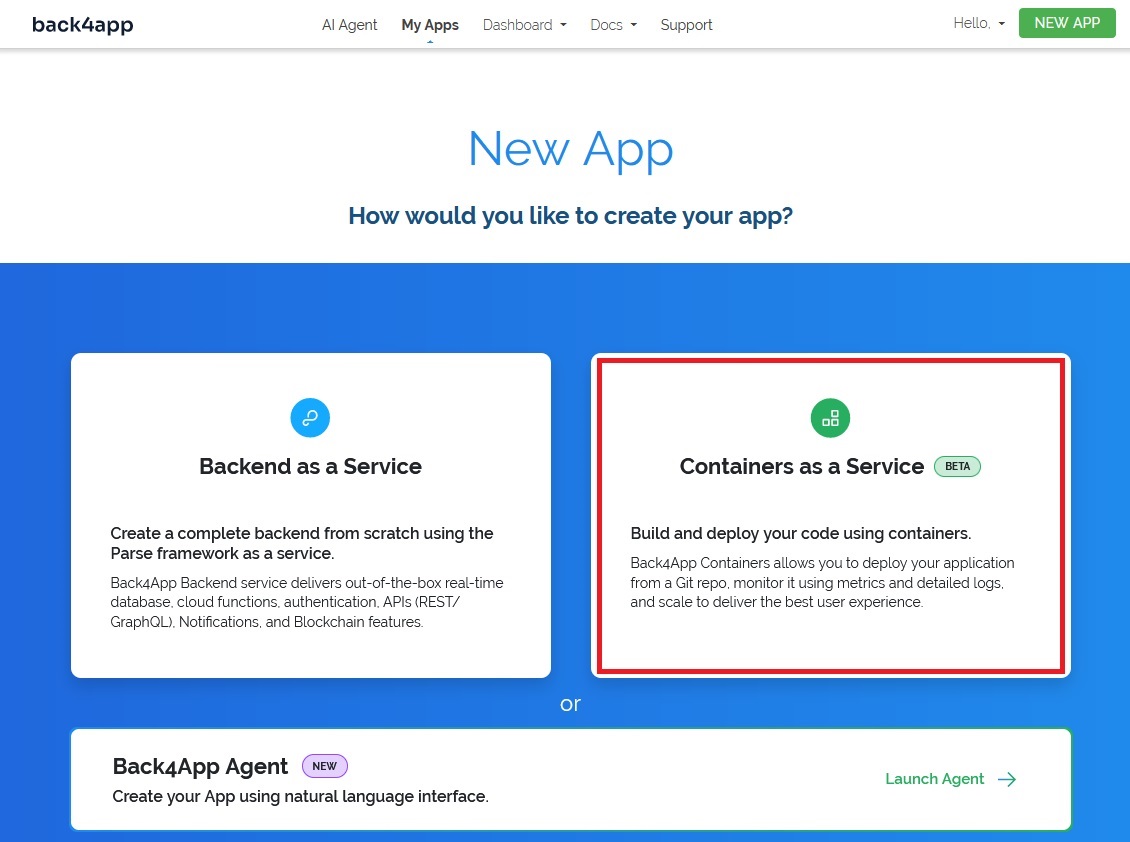 back4app AI Agent My Apps Dashboard Docs Support Hello, NEW APP
New App
How would you like to create your app?
Backend as a Service
Create a complete backend from scratch using the
Parse framework as a service.
Back4App Backend service delivers out-of-the-box real-time
database, cloud functions, authentication, APIs (REST/
GraphQL), Notifications, and Blockchain features.
Containers as a Service BETA
Build and deploy your code using containers.
Back4App Containers allows you to deploy your application
from a Git repo, monitor it using metrics and detailed logs,
and scale to deliver the best user experience.
or
Back4App Agent NEW
Create your App using natural language interface.
Launch Agent